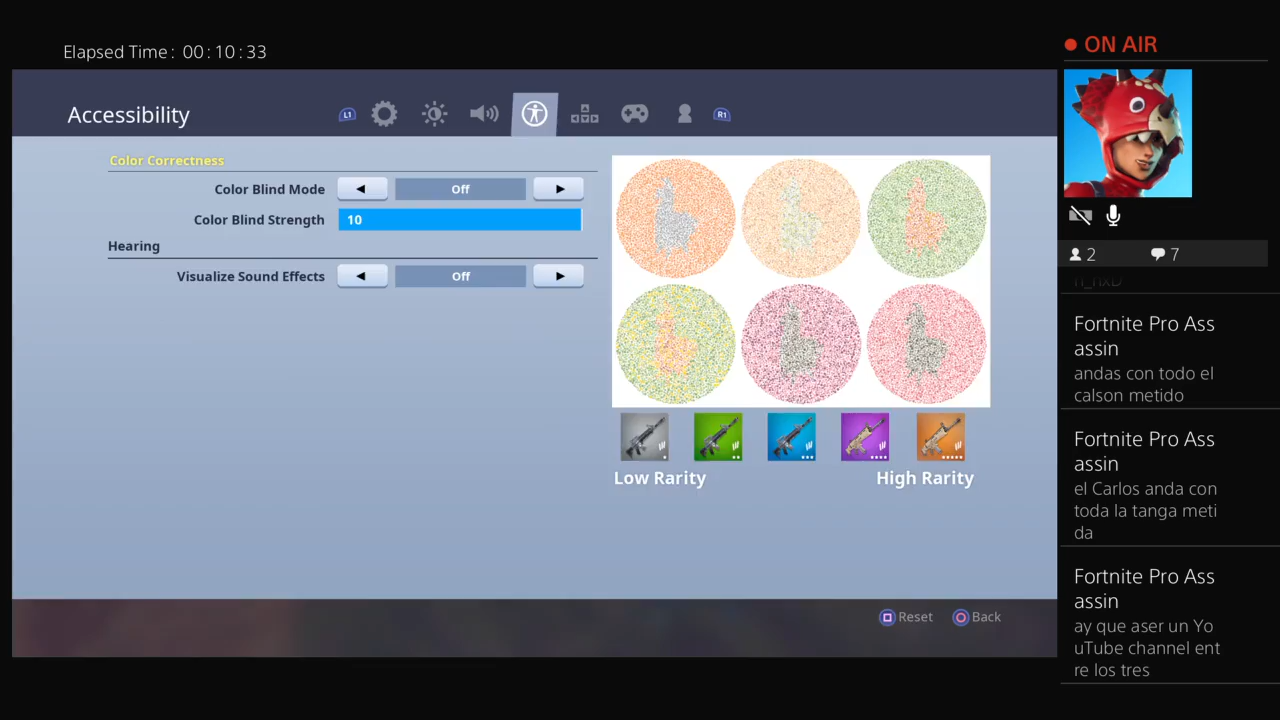 Elapsed Time: 00:10:33
ON AIR
Accessibility
L1
R1
Color Correctness
Color Blind Mode
Off
Color Blind Strength
10
Hearing
Visualize Sound Effects
Off
Low Rarity
High Rarity
Reset
Back
2
7
Fortnite Pro Ass
assin
andas con todo el
calson metido
Fortnite Pro Ass
assin
el Carlos anda con
toda la tanga meti
da
Fortnite Pro Ass
assin
ay que aser un Yo
uTube channel ent
re los tres